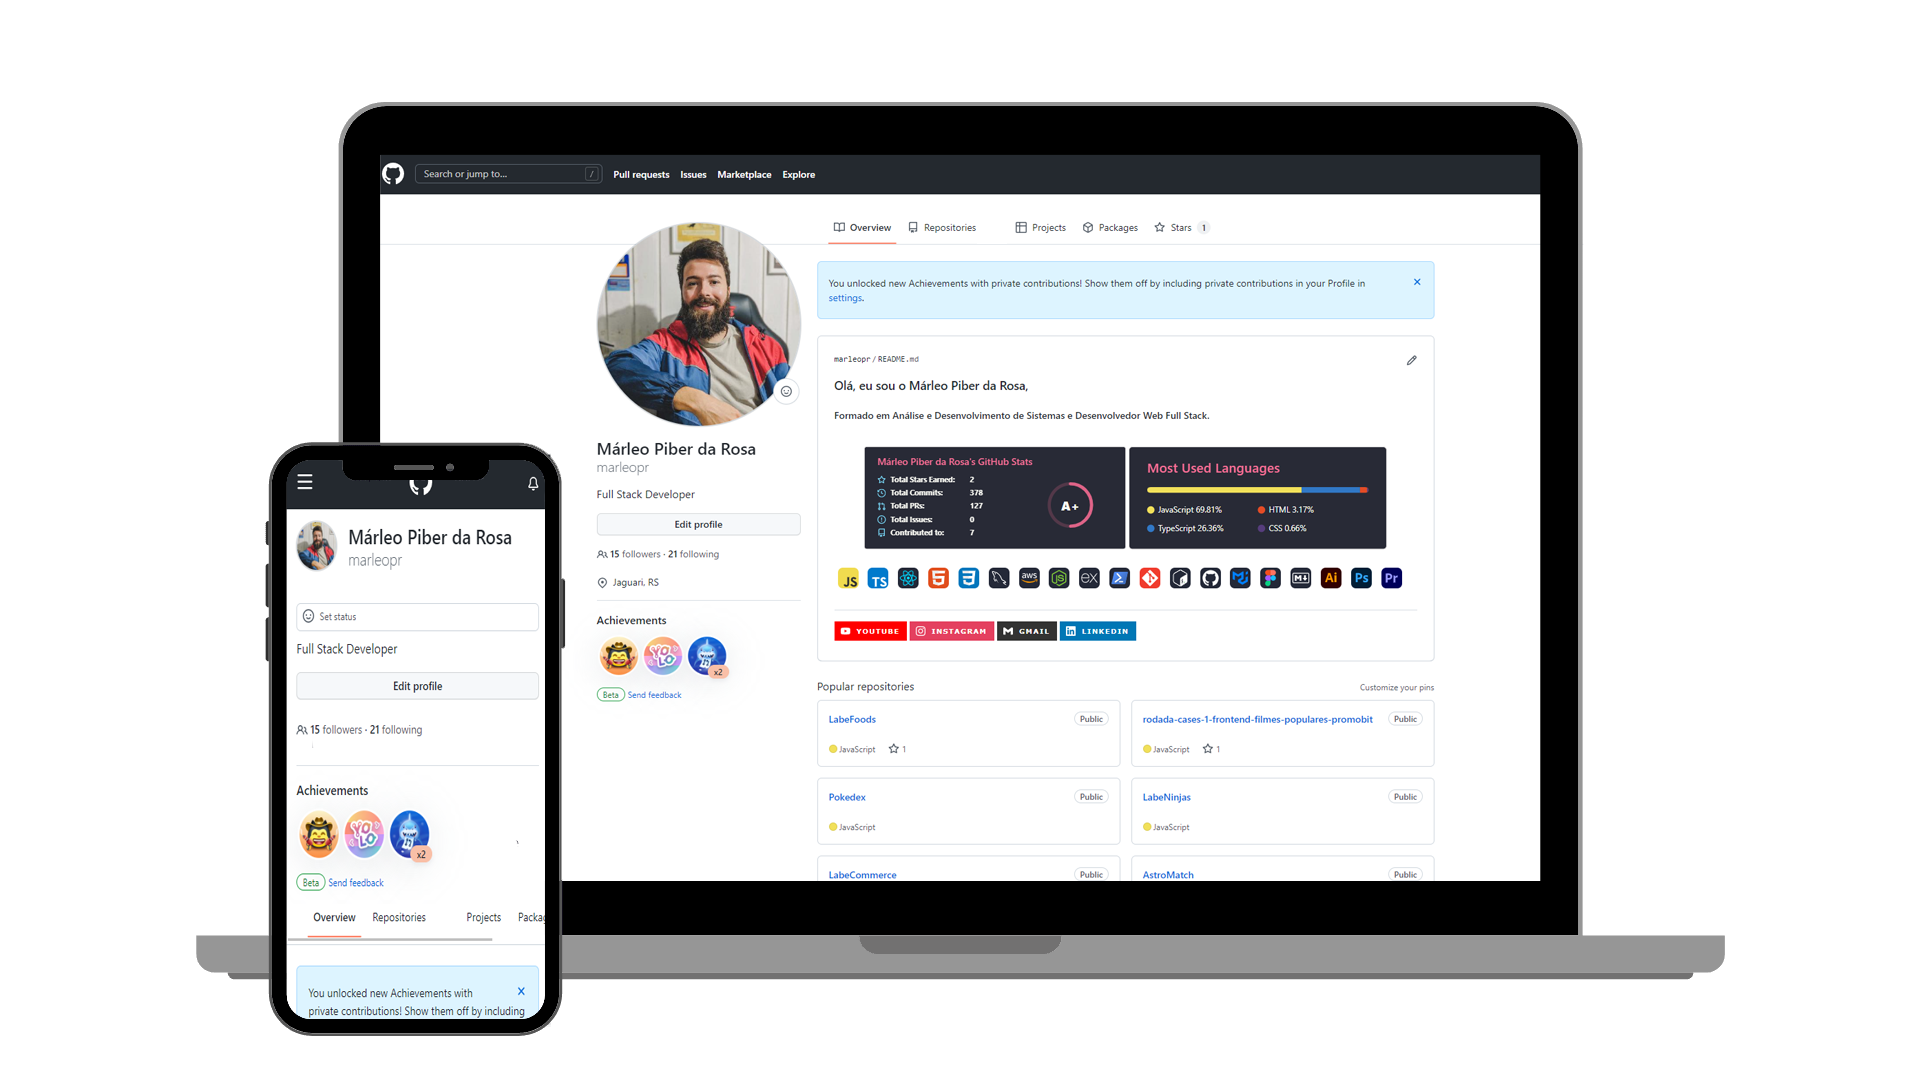 Search or jump to...
/
Pull requests
Issues
Marketplace
Explore
Overview
Repositories
Projects
Packages
Stars
1
You unlocked new Achievements with private contributions! Show them off by including private contributions in your Profile in
settings.
marleopr/README.md
Olá, eu sou o Márleo Piber da Rosa,
Formado em Análise e Desenvolvimento de Sistemas e Desenvolvedor Web Full Stack.
Márleo Piber da Rosa's GitHub Stats
Total Stars Earned: 2
Total Commits: 378
Total PRs: 127
Total Issues: 0
Contributed to: 7
A+
Most Used Languages
JavaScript 69.81%
HTML 3.17%
TypeScript 26.36%
CSS 0.66%
JS
TS
aws
JS
EX
M
Ai
Ps
Pr
YOUTUBE
INSTAGRAM
GMAIL
LINKEDIN
Márleo Piber da Rosa
marleopr
Full Stack Developer
Edit profile
15 followers · 21 following
Jaguari, RS
Achievements
YOLO
x2
Beta
Send feedback
Popular repositories
Customize your pins
LabeFoods
Public
JavaScript
1
rodada-cases-1-frontend-filmes-populares-promobit
Public
JavaScript
1
Pokedex
Public
JavaScript
LabeNinjas
Public
JavaScript
LabeCommerce
Public
AstroMatch
Public
Márleo Piber da Rosa
marleopr
Set status
Full Stack Developer
Edit profile
15 followers · 21 following
Achievements
YOLO
x2
Beta
Send feedback
Overview
Repositories
Projects
Packag
You unlocked new Achievements with
private contributions! Show them off by including